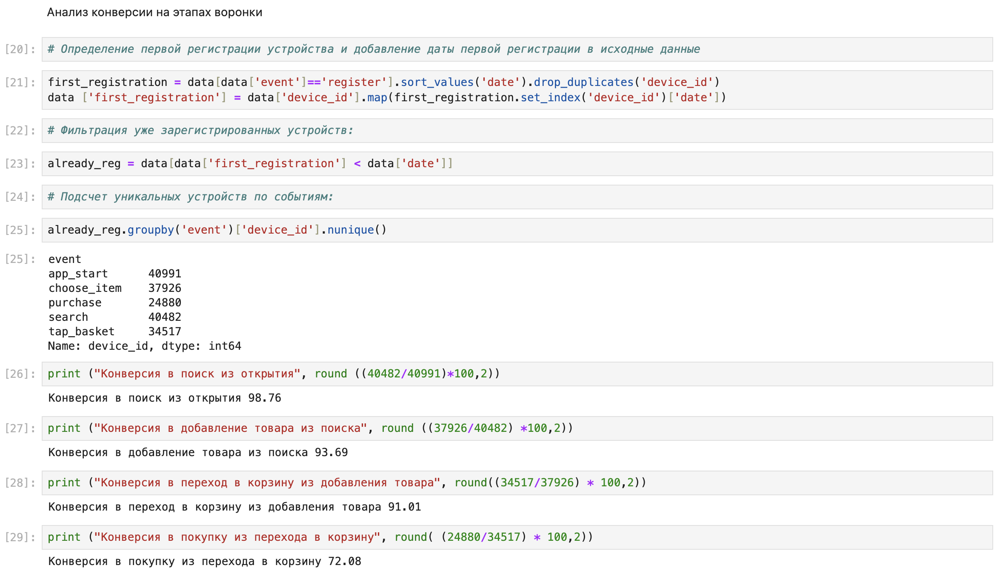 Анализ конверсии на этапах воронки
[20]: # Определение первой регистрации устройства и добавление даты первой регистрации в исходные данные
[21]: first_registration = data[data['event']=='register'].sort_values('date').drop_duplicates('device_id')
data ['first_registration'] = data['device_id'].map(first_registration.set_index('device_id')['date'])
[22]: # Фильтрация уже зарегистрированных устройств:
[23]: already_reg = data[data['first_registration'] < data['date']]
[24]: # Подсчет уникальных устройств по событиям:
[25]: already_reg.groupby('event')['device_id'].nunique()
[25]: event
app_start      40991
choose_item    37926
purchase       24880
search         40482
tap_basket     34517
Name: device_id, dtype: int64
[26]: print ("Конверсия в поиск из открытия", round ((40482/40991)*100,2))
Конверсия в поиск из открытия 98.76
[27]: print ("Конверсия в добавление товара из поиска", round ((37926/40482) *100,2))
Конверсия в добавление товара из поиска 93.69
[28]: print ("Конверсия в переход в корзину из добавления товара", round((34517/37926) * 100,2))
Конверсия в переход в корзину из добавления товара 91.01
[29]: print ("Конверсия в покупку из перехода в корзину", round( (24880/34517) * 100,2))
Конверсия в покупку из перехода в корзину 72.08